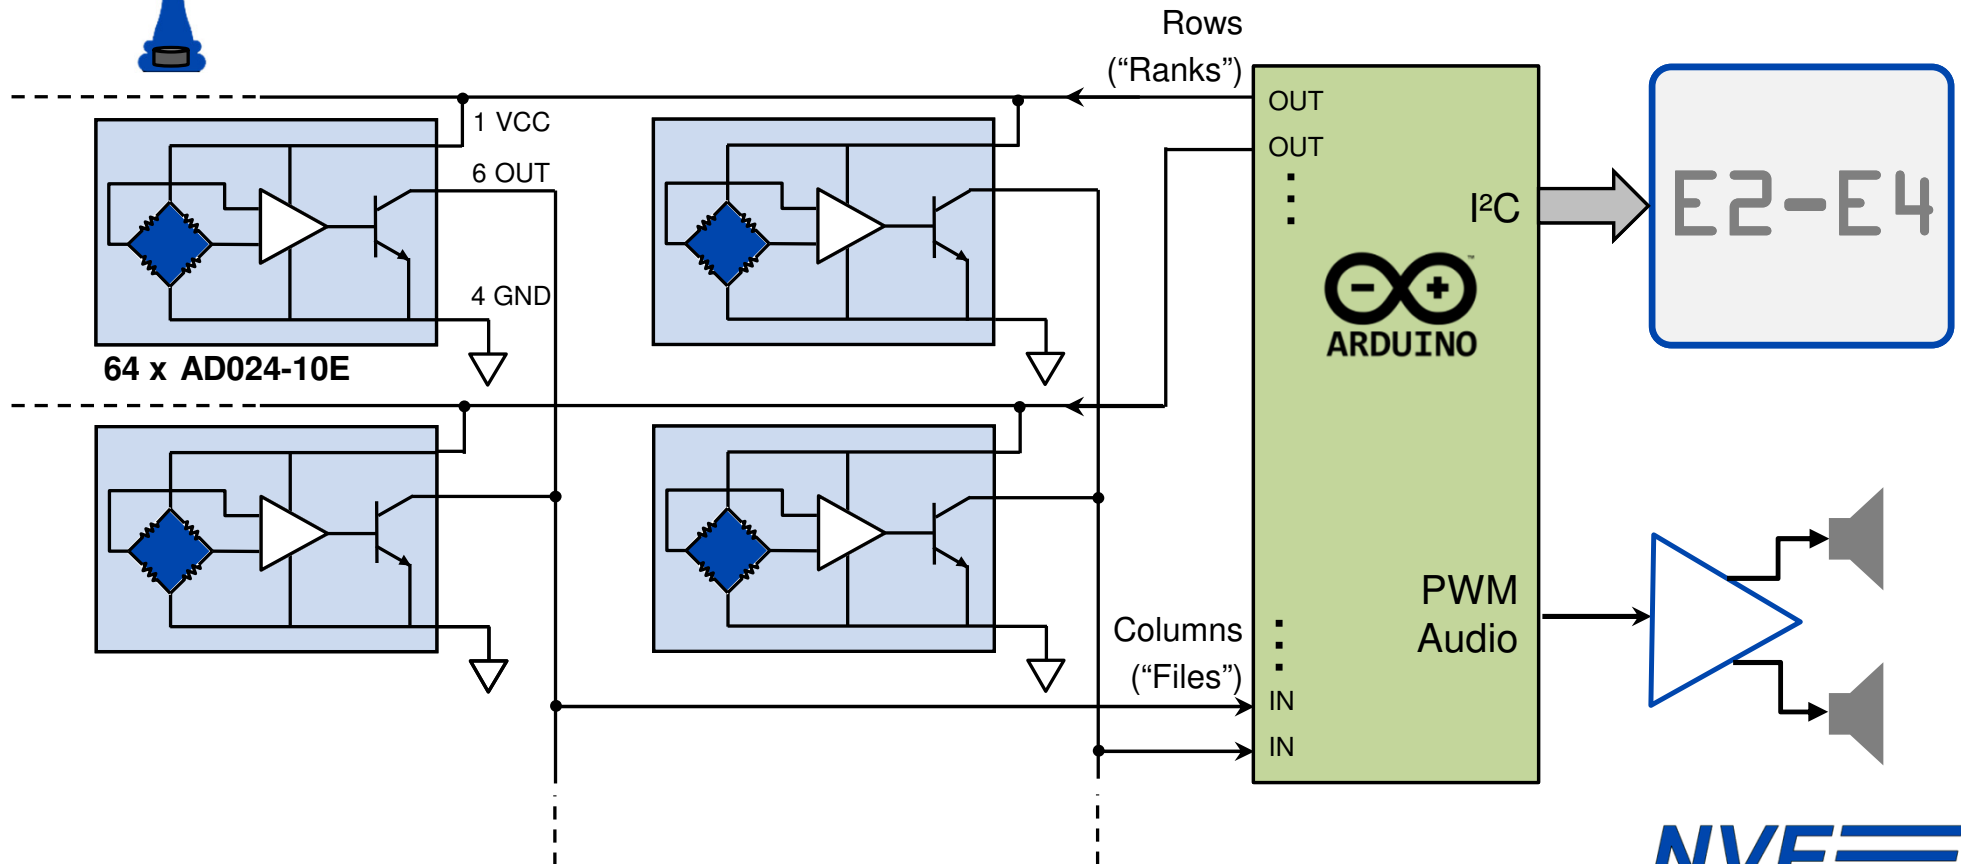 Rows
(“Ranks”)
OUT
1 VCC
OUT
6 OUT
I²C
E2-E4
4 GND
ARDUINO
™
64 x AD024-10E
PWM
Audio
Columns
(“Files”)
IN
IN
NVE